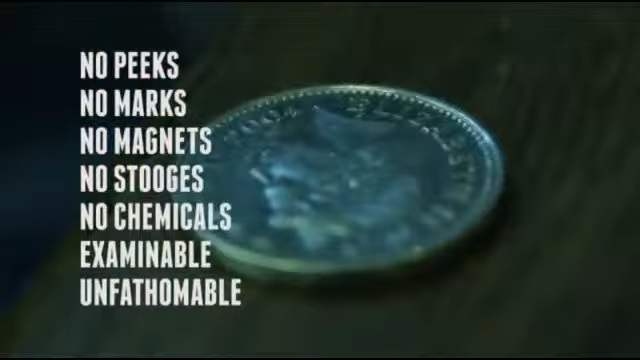 NO PEEKS
NO MARKS
NO MAGNETS
NO STOOGES
NO CHEMICALS
EXAMINABLE
UNFATHOMABLE